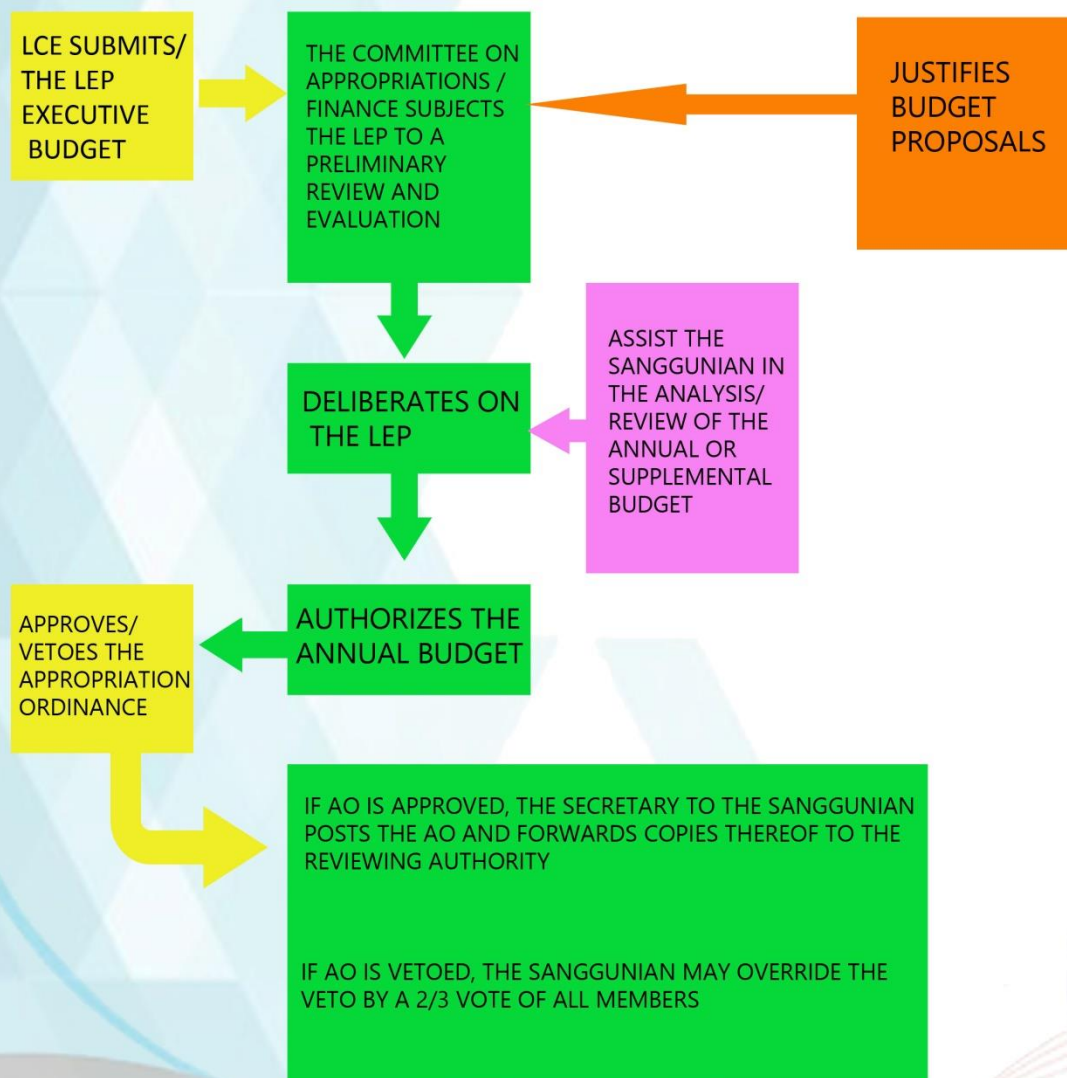 LCE SUBMITS/
THE LEP
EXECUTIVE
BUDGET
THE COMMITTEE ON
APPROPRIATIONS /
FINANCE SUBJECTS
THE LEP TO A
PRELIMINARY
REVIEW AND
EVALUATION
JUSTIFIES
BUDGET
PROPOSALS
DELIBERATES ON
THE LEP
ASSIST THE
SANGGUNIAN IN
THE ANALYSIS/
REVIEW OF THE
ANNUAL OR
SUPPLEMENTAL
BUDGET
AUTHORIZES THE
ANNUAL BUDGET
APPROVES/
VETOES THE
APPROPRIATION
ORDINANCE
IF AO IS APPROVED, THE SECRETARY TO THE SANGGUNIAN
POSTS THE AO AND FORWARDS COPIES THEREOF TO THE
REVIEWING AUTHORITY
IF AO IS VETOED, THE SANGGUNIAN MAY OVERRIDE THE
VETO BY A 2/3 VOTE OF ALL MEMBERS